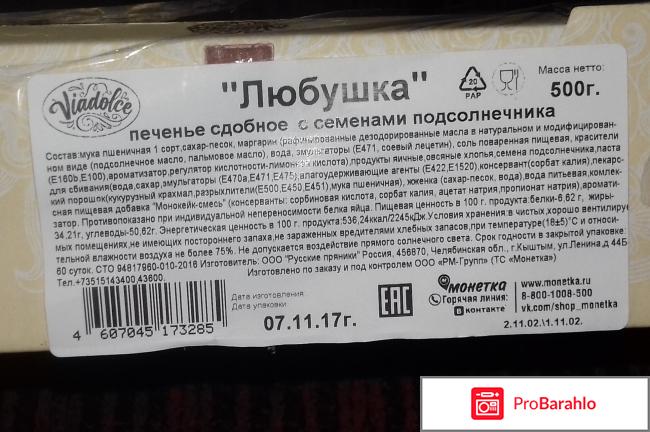 Viadolce
"Любушка"
20
PAP
Масса нетто:
500г.
печенье сдобное с семенами подсолнечника
Состав:мука пшеничная 1 сорт,сахар-песок, маргарин (рафинированные дезодорированные масла в натуральном и модифицирован-
ном виде (подсолнечное масло, пальмовое масло), вода, эмульгаторы (Е471, соевый лецитин), соль поваренная пищевая, красители
(Е160b,Е100),ароматизатор,регулятор кислотности-лимонная кислота),продукты яичные,овсяные хлопья,семена подсолнечника,паста
для сбивания(вода,сахар,эмульгаторы (Е470а,Е471,Е475),влагоудерживающие агенты (Е422,Е1520) консервант(сорбат калия),пекарс-
кий порошок(кукурузный крахмал,разрыхлители(Е500,Е450,Е451),мука пшеничная), жженка (сахар-песок, вода),вода питьевая,комлек-
сная пищевая добавка "Монокейк-смесь" (консерванты: сорбиновая кислота, сорбат калия, ацетат натрия, пропионат натрия),аромати-
затор. Противопоказано при индивидуальной непереносимости белка яйца. Пищевая ценность в 100 г. продукта:белки-6,62 г, жиры-
34,21г, углеводы-50,62г. Энергетическая ценность в 100 г. продукта:536,24ккал/2245кДж.Условия хранения:в чистых,хорошо вентилируе
мых помещениях,не имеющих постороннего запаха,не зараженных вредителями хлебных запасов,при температуре(18±5)°С и относи-
тельной влажности воздуха не более 75%. Не допускается воздействие прямого солнечного света. Срок годности в закрытой упаковке:
60 суток. СТО 94817960-010-2016 Изготовитель: ООО "Русские пряники" Россия, 456870, Челябинская обл., г.Кыштым, ул.Ленина д 44Б
Тел.+73515143400,43600. Изготовлено по заказу и под контролем ООО «РМ-Групп» (ТС «Монетка»)
4 607045 173285
Дата изготовления:
Дата упаковки:
07.11.17г.
ЕАС
МОНЕТКА
Горячая линия:
Вконтакте
www.monetka.ru
8-800-1008-500
vk.com/shop_monetka
2.11.02.\1.11.02.
ProBarahlo